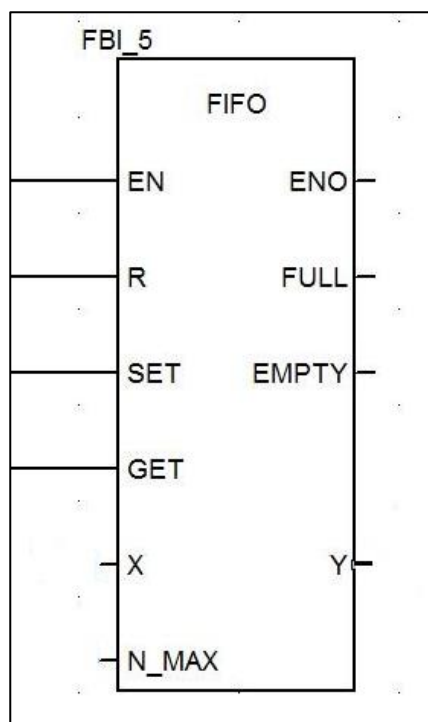 FBI_5
FIFO
EN ENO
R FULL
SET EMPTY
GET
X Y
N_MAX